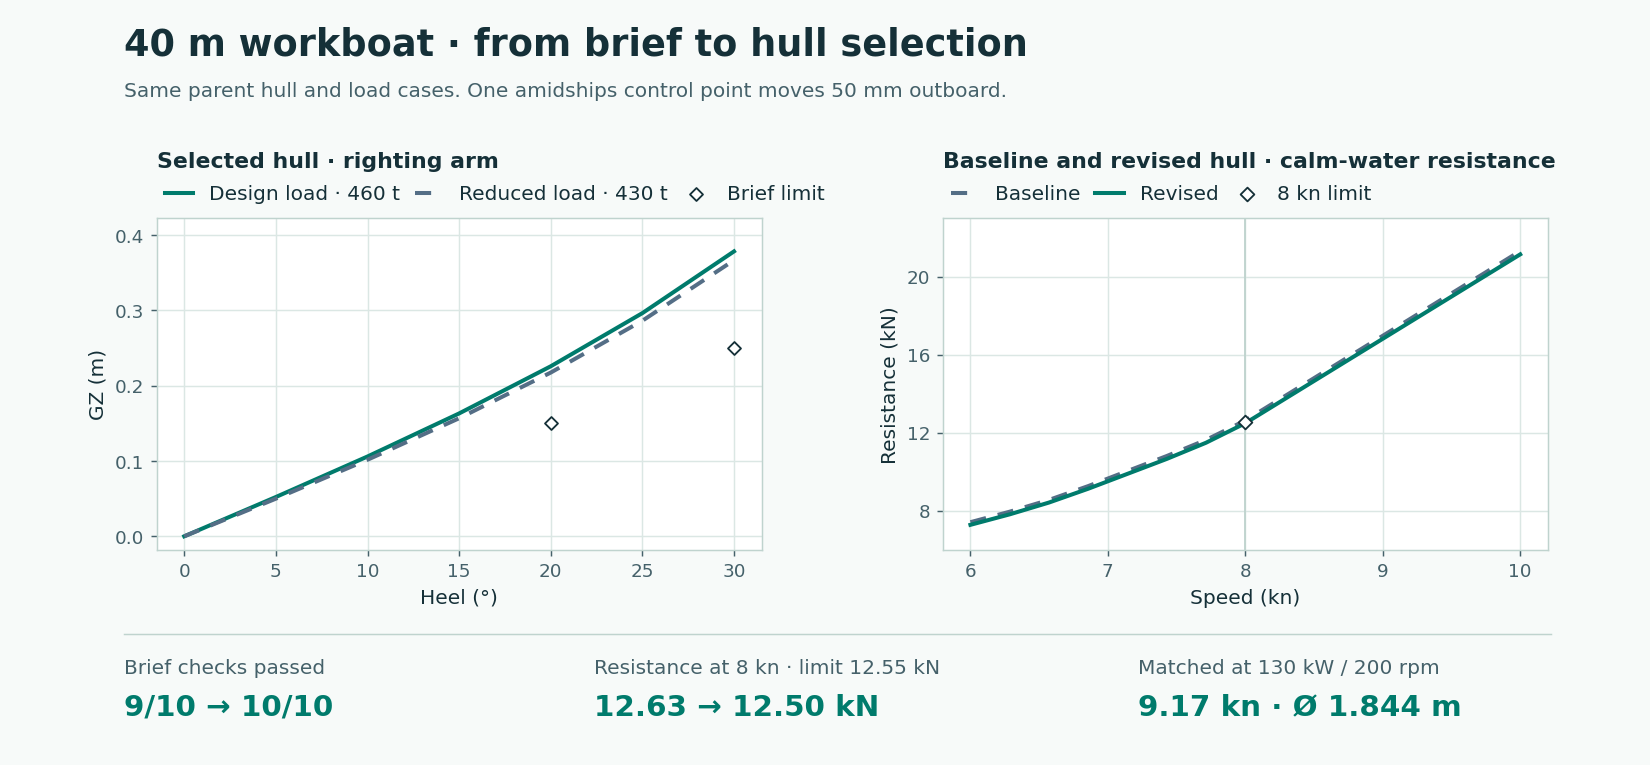 40 m workboat · from brief to hull selection
Same parent hull and load cases. One amidships control point moves 50 mm outboard.
Selected hull · righting arm
Design load · 460 t
Reduced load · 430 t
Brief limit
GZ (m)
0.4
0.3
0.2
0.1
0.0
0
5
10
15
20
25
30
Heel (°)
Baseline and revised hull · calm-water resistance
Baseline
Revised
8 kn limit
Resistance (kN)
20
16
12
8
6
7
8
9
10
Speed (kn)
Brief checks passed
9/10 → 10/10
Resistance at 8 kn · limit 12.55 kN
12.63 → 12.50 kN
Matched at 130 kW / 200 rpm
9.17 kn · Ø 1.844 m